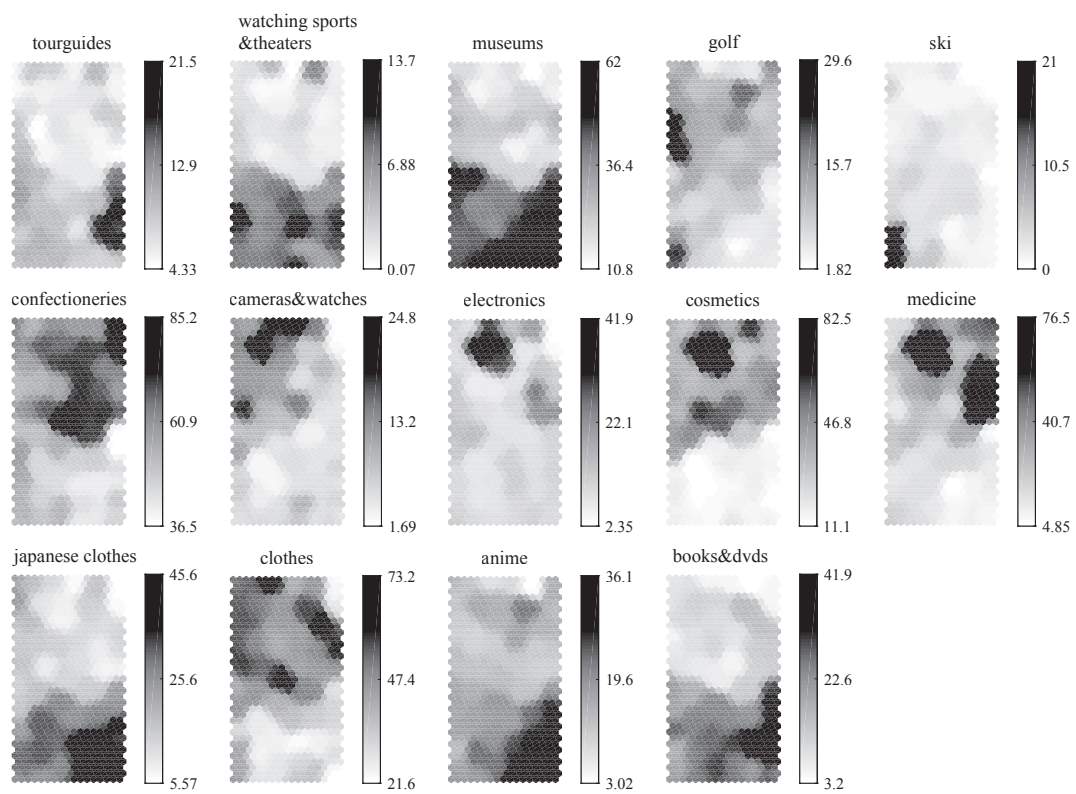 watching sports
tourguides
&theaters
museums
golf
ski
21.5
13.7
62
29.6
21
12.9
6.88
36.4
15.7
10.5
4.33
0.07
10.8
1.82
0
confectioneries
cameras&watches
electronics
cosmetics
medicine
85.2
24.8
41.9
82.5
76.5
60.9
13.2
22.1
46.8
40.7
36.5
1.69
2.35
11.1
4.85
japanese clothes
clothes
anime
books&dvds
45.6
73.2
36.1
41.9
25.6
47.4
19.6
22.6
5.57
21.6
3.02
3.2